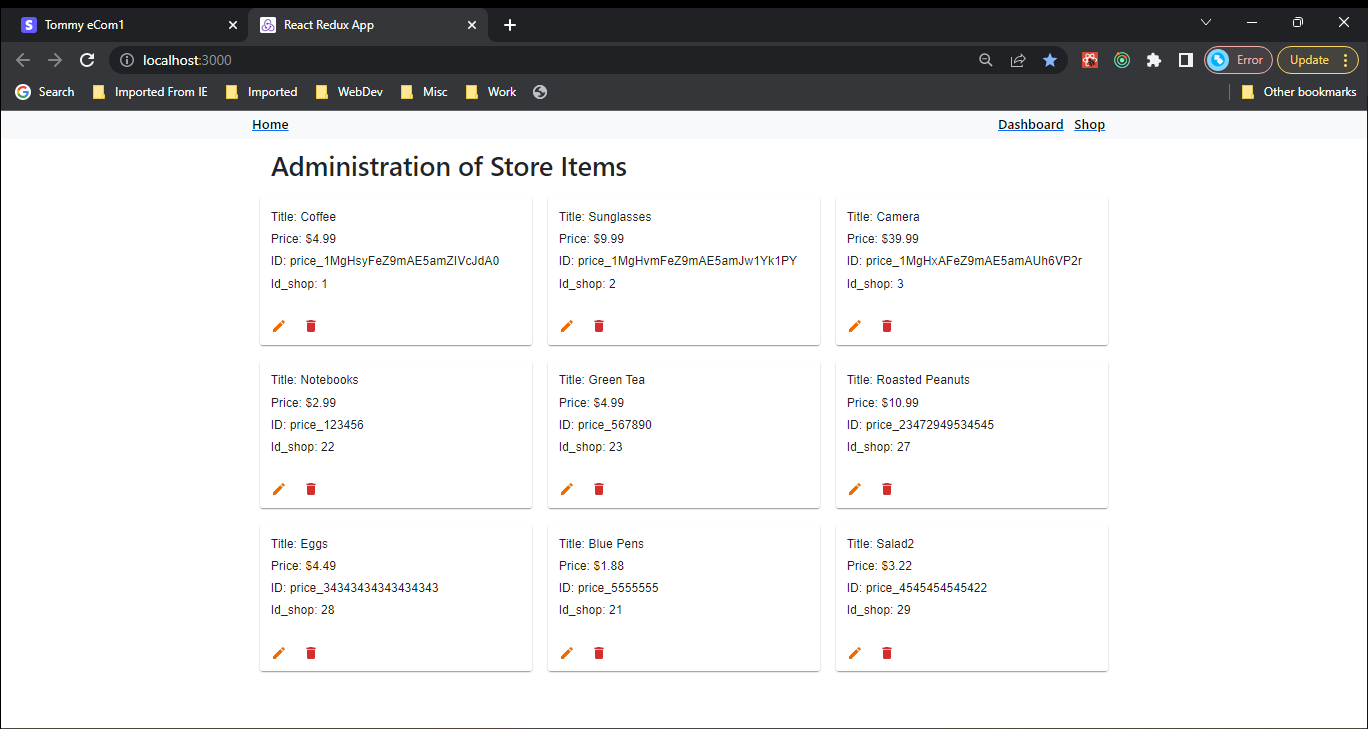 Tommy eCom1
React Redux App
localhost:3000
Error
Update
Search
Imported From IE
Imported
WebDev
Misc
Work
Other bookmarks
Home
Dashboard
Shop
Administration of Store Items
Title: Coffee
Price: $4.99
ID: price_1MgHsyFeZ9mAE5amZIVcJdA0
Id_shop: 1
Title: Sunglasses
Price: $9.99
ID: price_1MgHvmFeZ9mAE5amJw1Yk1PY
Id_shop: 2
Title: Camera
Price: $39.99
ID: price_1MgHxAFeZ9mAE5amAUh6VP2r
Id_shop: 3
Title: Notebooks
Price: $2.99
ID: price_123456
Id_shop: 22
Title: Green Tea
Price: $4.99
ID: price_567890
Id_shop: 23
Title: Roasted Peanuts
Price: $10.99
ID: price_23472949534545
Id_shop: 27
Title: Eggs
Price: $4.49
ID: price_34343434343434343
Id_shop: 28
Title: Blue Pens
Price: $1.88
ID: price_5555555
Id_shop: 21
Title: Salad2
Price: $3.22
ID: price_4545454545422
Id_shop: 29